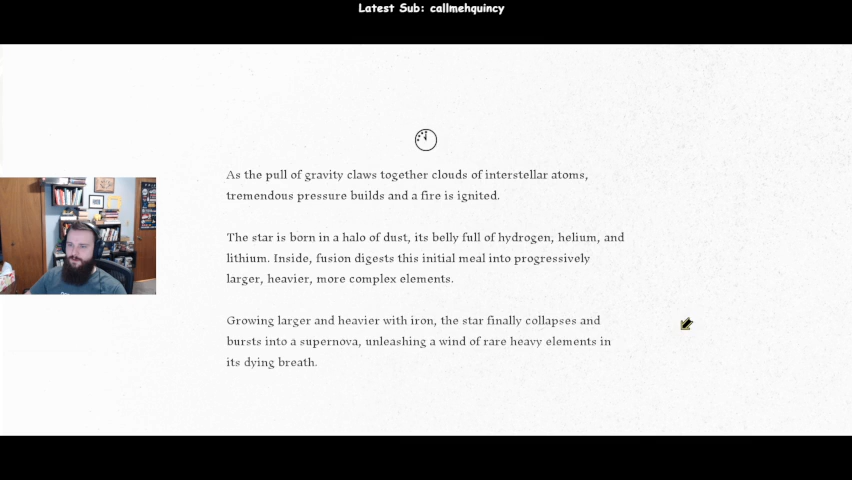 Latest Sub: callmehquincy
As the pull of gravity claws together clouds of interstellar atoms,
tremendous pressure builds and a fire is ignited.
The star is born in a halo of dust, its belly full of hydrogen, helium, and
lithium. Inside, fusion digests this initial meal into progressively
larger, heavier, more complex elements.
Growing larger and heavier with iron, the star finally collapses and
bursts into a supernova, unleashing a wind of rare heavy elements in
its dying breath.